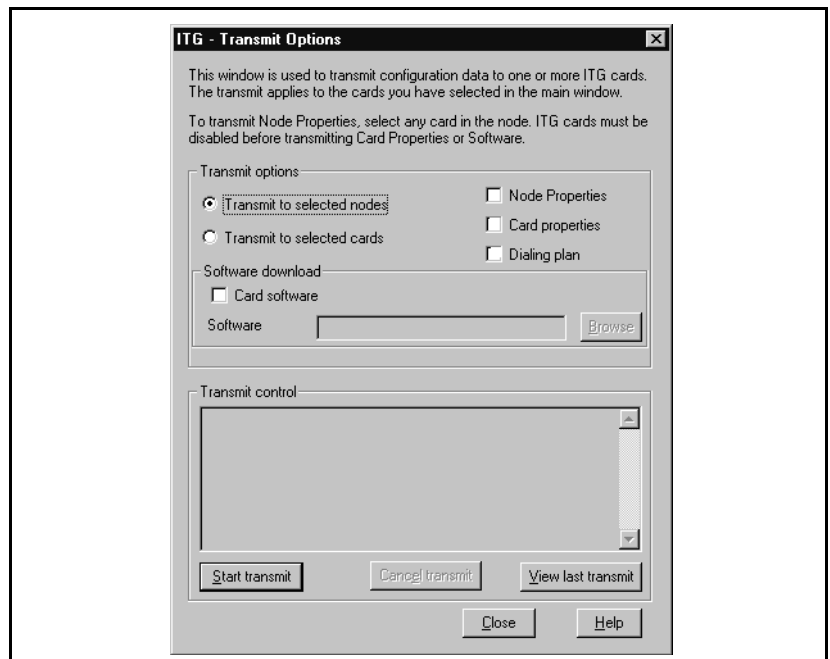 ITG - Transmit Options
This window is used to transmit configuration data to one or more ITG cards.
The transmit applies to the cards you have selected in the main window.
To transmit Node Properties, select any card in the node. ITG cards must be
disabled before transmitting Card Properties or Software.
Transmit options
Transmit to selected nodes
Node Properties
Transmit to selected cards
Card properties
Dialing plan
Software download
Card software
Software
Browse
Transmit control
Start transmit
Cancel transmit
View last transmit
Close
Help